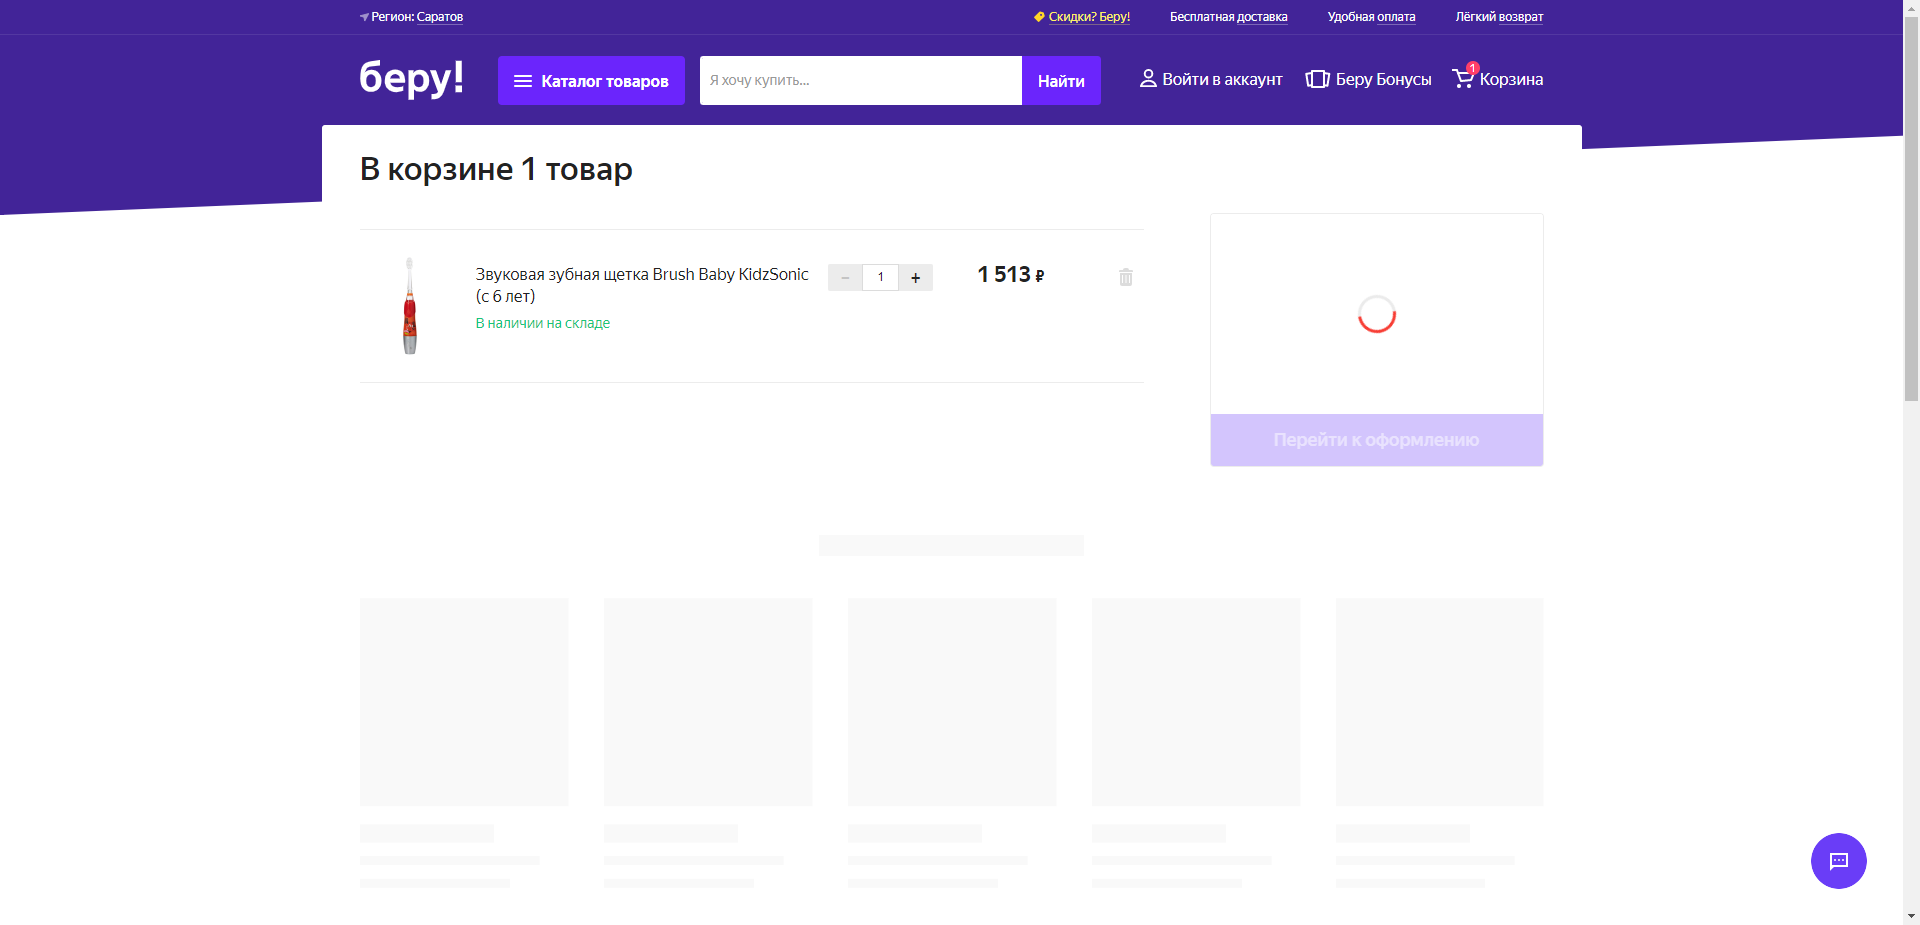 Регион: Саратов
Скидки? Беру!
Бесплатная доставка
Удобная оплата
Лёгкий возврат
беру!
Каталог товаров
Я хочу купить...
Найти
Войти в аккаунт
Беру Бонусы
1
Корзина
В корзине 1 товар
Звуковая зубная щетка Brush Baby KidzSonic
(с 6 лет)
В наличии на складе
− 1 +
1 513 ₽
Перейти к оформлению